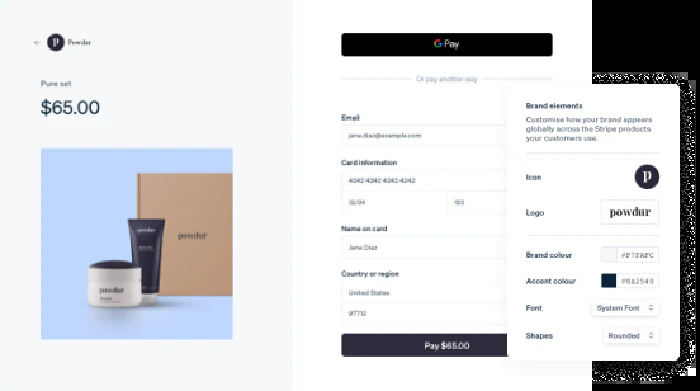 Powdur
Pure set
$65.00
powdur
powdur
G Pay
Or pay another way
Email
jane.diaz@example.com
Card information
4242 4242 4242 4242
12/34
123
Name on card
Jane Diaz
Country or region
United States
97712
Pay $65.00
Brand elements
Customise how your brand appears
globally across the Stripe products
your customers use.
Icon
p
Logo
powdur
Brand colour
Accent colour
#0a2540
Font
System Font
Shapes
Rounded